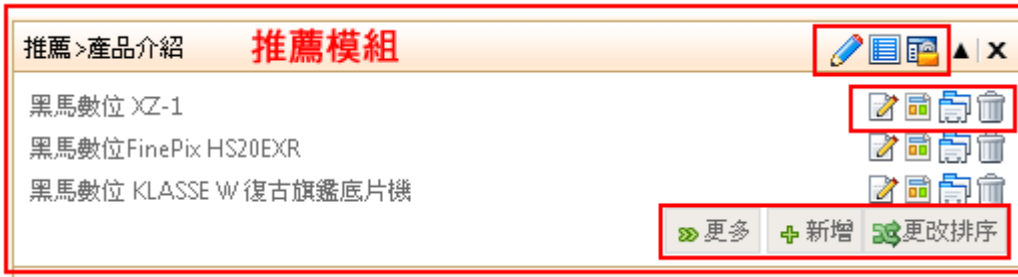 推薦>產品介紹 推薦模組
黑馬數位 XZ-1
黑馬數位FinePix HS20EXR
黑馬數位 KLASSE W 復古旗鑑底片機
更多 新增 更改排序